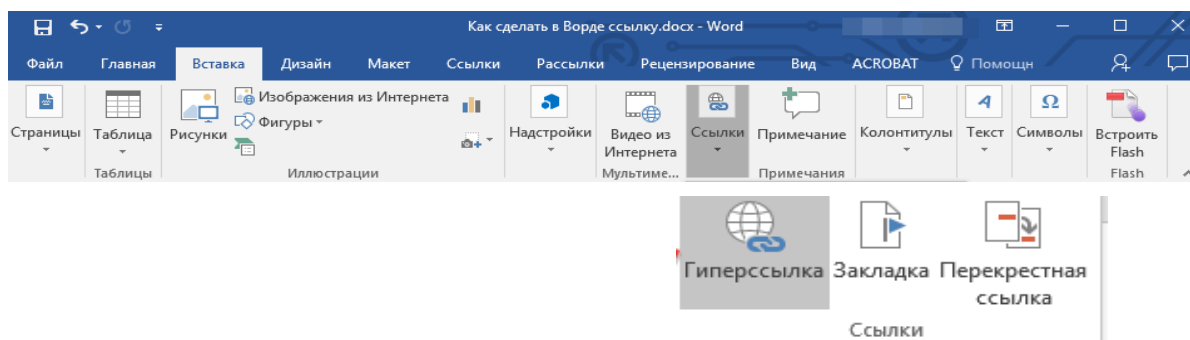 Как сделать в Ворде ссылку.docx - Word
Файл Главная Вставка Дизайн Макет Ссылки Рассылки Рецензирование Вид ACROBAT Помощн
Страницы Таблица Рисунки Изображения из Интернета Фигуры Надстройки Видео из Интернета Ссылки Примечание Колонтитулы Текст Символы Встроить Flash
Таблицы Иллюстрации Мультиме... Примечания Flash
Гиперссылка Закладка Перекрестная
ссылка
Ссылки